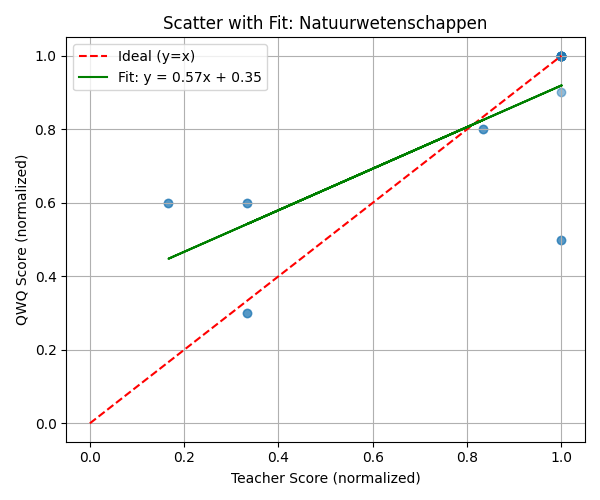 Scatter with Fit: Natuurwetenschappen
Ideal (y=x)
Fit: y = 0.57x + 0.35
QWQ Score (normalized)
1.0
0.8
0.6
0.4
0.2
0.0
0.0 0.2 0.4 0.6 0.8 1.0
Teacher Score (normalized)